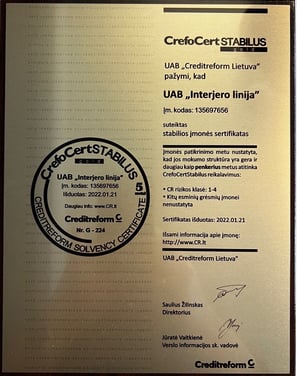 CrefoCertSTABILUS
gold
UAB „Creditreform Lietuva"
pažymi, kad
UAB „Interjero linija"
Įm. kodas: 135697656
suteiktas
stabilios įmonės sertifikatas
Įmonės patikrinimo metu nustatyta,
kad jos mokumo struktūra yra gera ir
daugiau kaip penkerius metus atitinka
CrefoCertStabilus reikalavimus:
• CR rizikos klasė: 1-4
• Kitų esminių grėsmių įmonei
nenustatyta
Sertifikatas išduotas: 2022.01.21
Išsami informacija apie įmonę:
http://www.CR.lt
UAB „Creditreform Lietuva"
Saulius Žilinskas
Direktorius
Jūratė Vaitkienė
Verslo informacijos sk. vadovė
Creditreform C
CrefoCertSTABILUS
UAB „Interjero linija"
Įm. kodas: 135697656
Išduotas: 2022.01.21
5
Daugiau info: www.CR.lt
Creditreform C
Nr. G - 224
CREDITREFORM SOLVENCY CERTIFICATE